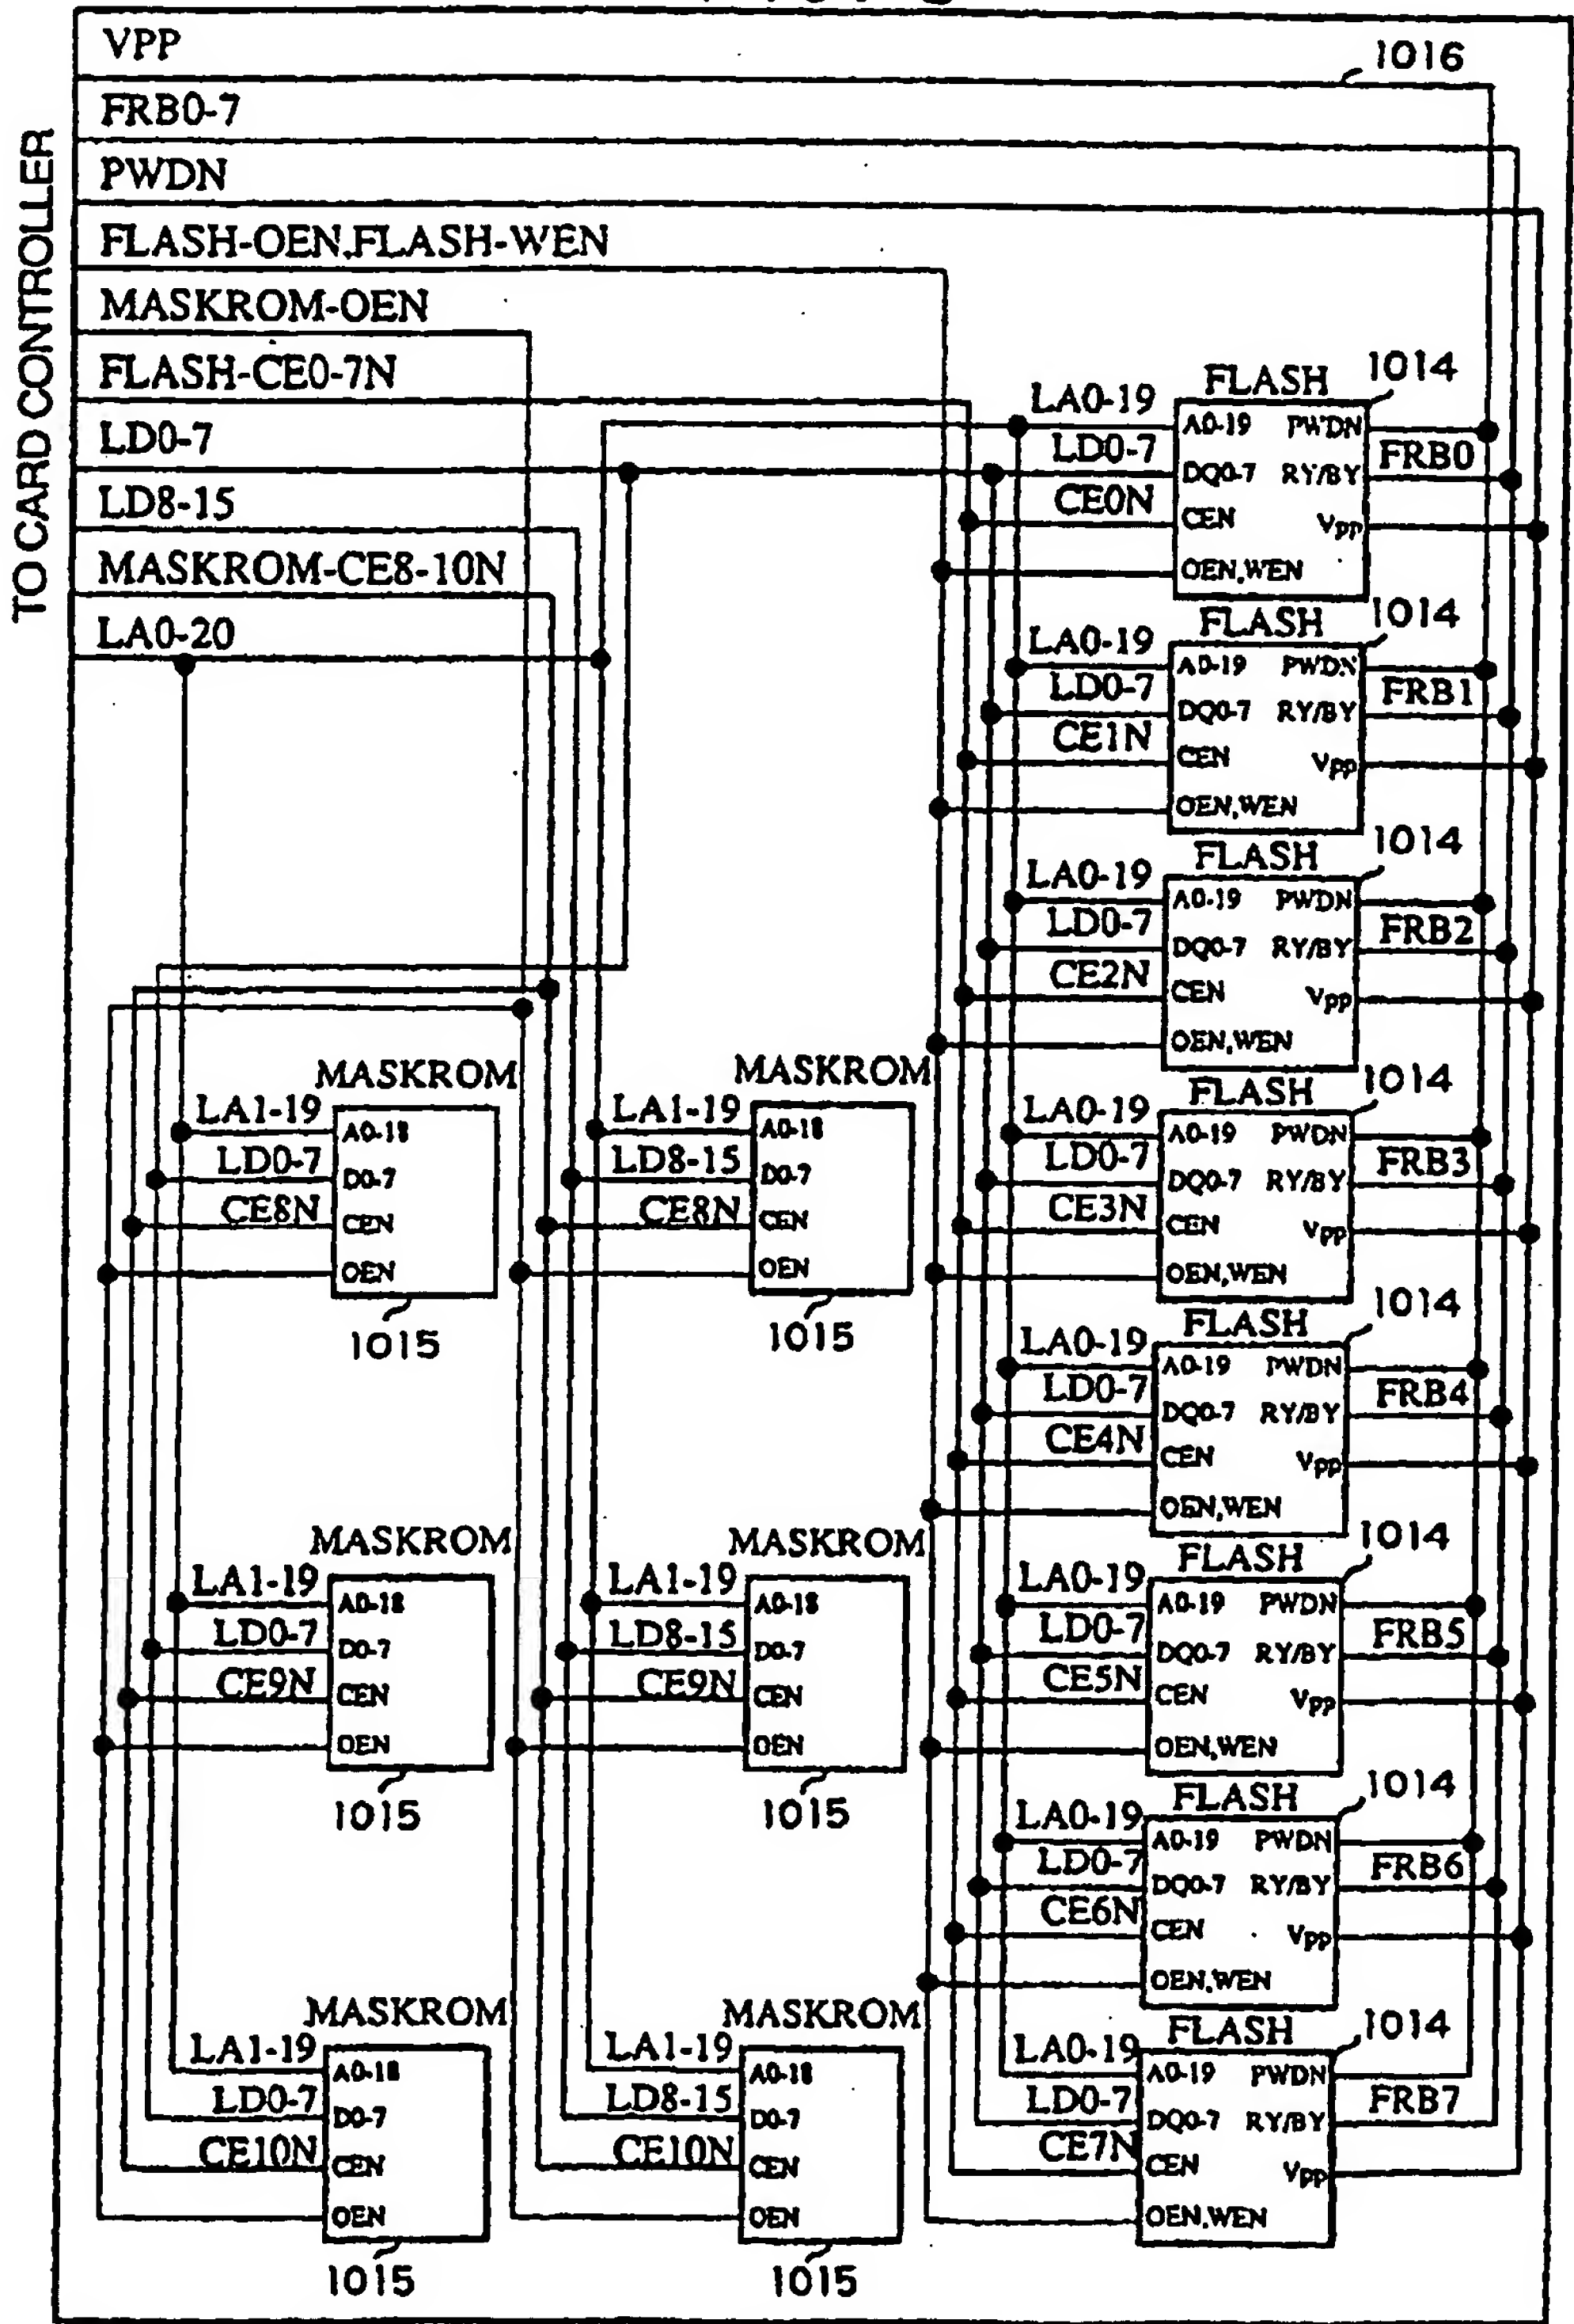 VPP
1016
FRB0-7
PWDN
FLASH-OEN,FLASH-WEN
MASKROM-OEN
FLASH-CE0-7N
LD0-7
LD8-15
MASKROM-CE8-10N
LA0-20
TO CARD CONTROLLER
FLASH 1014
LA0-19 A0-19 PWDN
LD0-7 DQ0-7 RY/BY FRB0
CE0N CEN Vpp
OEN,WEN
FLASH 1014
LA0-19 A0-19 PWDN
LD0-7 DQ0-7 RY/BY FRB1
CE1N CEN Vpp
OEN,WEN
FLASH 1014
LA0-19 A0-19 PWDN
LD0-7 DQ0-7 RY/BY FRB2
CE2N CEN Vpp
OEN,WEN
FLASH 1014
LA0-19 A0-19 PWDN
LD0-7 DQ0-7 RY/BY FRB3
CE3N CEN Vpp
OEN,WEN
FLASH 1014
LA0-19 A0-19 PWDN
LD0-7 DQ0-7 RY/BY FRB4
CE4N CEN Vpp
OEN,WEN
FLASH 1014
LA0-19 A0-19 PWDN
LD0-7 DQ0-7 RY/BY FRB5
CE5N CEN Vpp
OEN,WEN
FLASH 1014
LA0-19 A0-19 PWDN
LD0-7 DQ0-7 RY/BY FRB6
CE6N CEN Vpp
OEN,WEN
FLASH 1014
LA0-19 A0-19 PWDN
LD0-7 DQ0-7 RY/BY FRB7
CE7N CEN Vpp
OEN,WEN
MASKROM
LA1-19 A0-18
LD0-7 D0-7
CE8N CEN
OEN
1015
MASKROM
LA1-19 A0-18
LD8-15 D0-7
CE8N CEN
OEN
1015
MASKROM
LA1-19 A0-18
LD0-7 D0-7
CE9N CEN
OEN
1015
MASKROM
LA1-19 A0-18
LD8-15 D0-7
CE9N CEN
OEN
1015
MASKROM
LA1-19 A0-18
LD0-7 D0-7
CE10N CEN
OEN
1015
MASKROM
LA1-19 A0-18
LD8-15 D0-7
CE10N CEN
OEN
1015